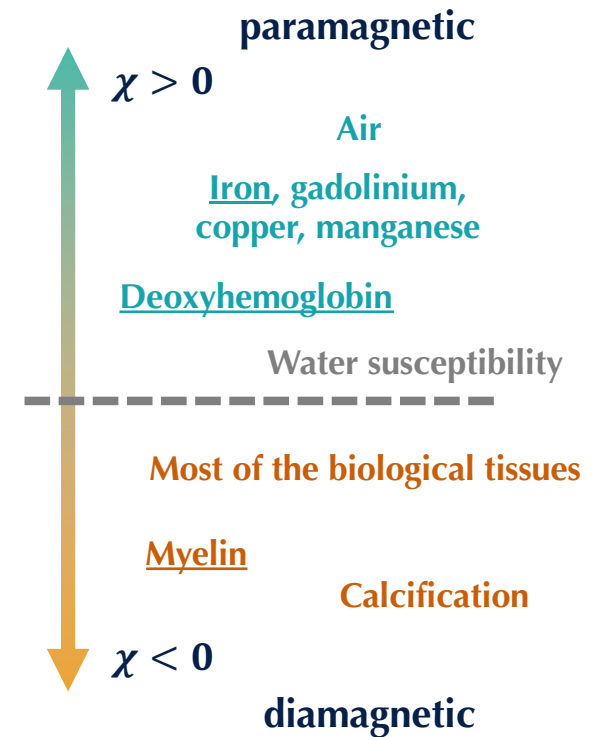 paramagnetic
χ > 0
Air
Iron, gadolinium,
copper, manganese
Deoxyhemoglobin
Water susceptibility
Most of the biological tissues
Myelin
Calcification
χ < 0
diamagnetic